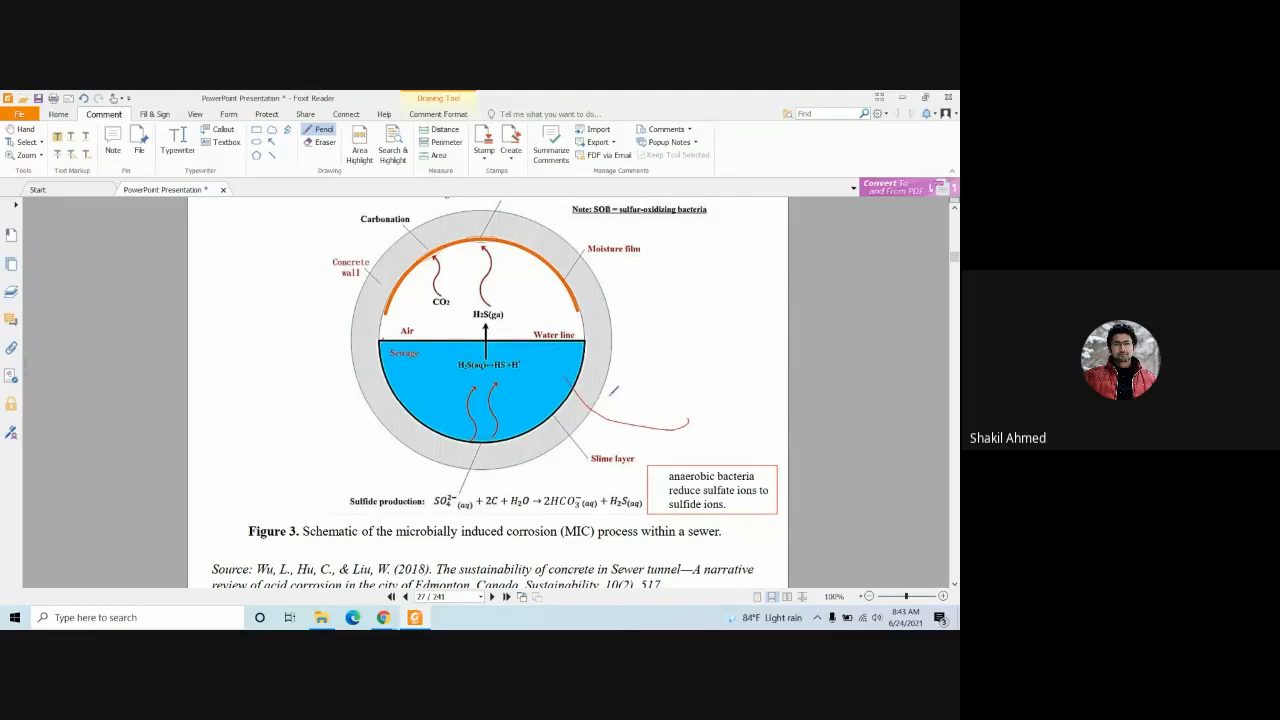 PowerPoint Presentation * - Foxit Reader
Drawing Tool
File
Home
Comment
Fill & Sign
View
Form
Protect
Share
Connect
Help
Comment Format
Tell me what you want to do...
Find
Hand
Select
Zoom
Tools
Text Markup
Note
File
Pin
Typewriter
Callout
Textbox
Typewriter
Pencil
Eraser
Drawing
Area Highlight
Search & Highlight
Distance
Perimeter
Area
Measure
Stamp
Create
Stamps
Summarize Comments
Import
Export
FDF via Email
Comments
Popup Notes
Keep Tool Selected
Manage Comments
Start
PowerPoint Presentation *
Convert To and From PDF
Note: SOB = sulfur-oxidizing bacteria
Carbonation
Moisture film
Concrete wall
CO₂
H₂S(ga)
Air
Water line
Sewage
H₂S(aq)↔HS⁻+H⁺
Slime layer
anaerobic bacteria
reduce sulfate ions to
sulfide ions.
Sulfide production: SO₄²⁻(aq) + 2C + H₂O → 2HCO₃⁻(aq) + H₂S(aq)
Figure 3. Schematic of the microbially induced corrosion (MIC) process within a sewer.
Source: Wu, L., Hu, C., & Liu, W. (2018). The sustainability of concrete in Sewer tunnel—A narrative
review of acid corrosion in the city of Edmonton, Canada. Sustainability, 10(2), 517.
27 / 241
100%
Type here to search
84°F Light rain
8:43 AM
6/24/2021
3
Shakil Ahmed